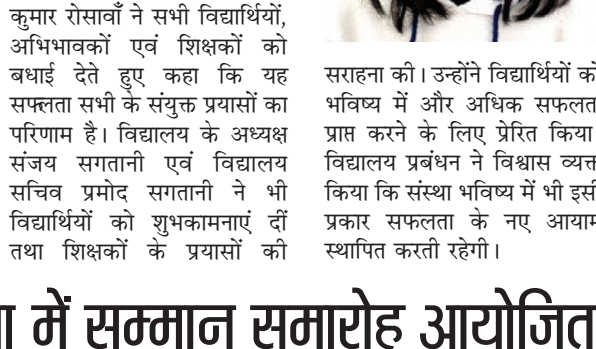 कुमार रोसावाँ ने सभी विद्यार्थियों,
अभिभावकों एवं शिक्षकों को
बधाई देते हुए कहा कि यह
सफ्लता सभी के संयुक्त प्रयासों का
परिणाम है। विद्यालय के अध्यक्ष
संजय सगतानी एवं विद्यालय
सचिव प्रमोद सगतानी ने भी
विद्यार्थियों को शुभकामनाएं दीं
तथा शिक्षकों के प्रयासों की
सराहना की। उन्होंने विद्यार्थियों को
भविष्य में और अधिक सफलत
प्राप्त करने के लिए प्रेरित किया
विद्यालय प्रबंधन ने विश्वास व्यक्त
किया कि संस्था भविष्य में भी इसी
प्रकार सफलता के नए आयाम
स्थापित करती रहेगी।
में सम्मान समारोह आयोजित